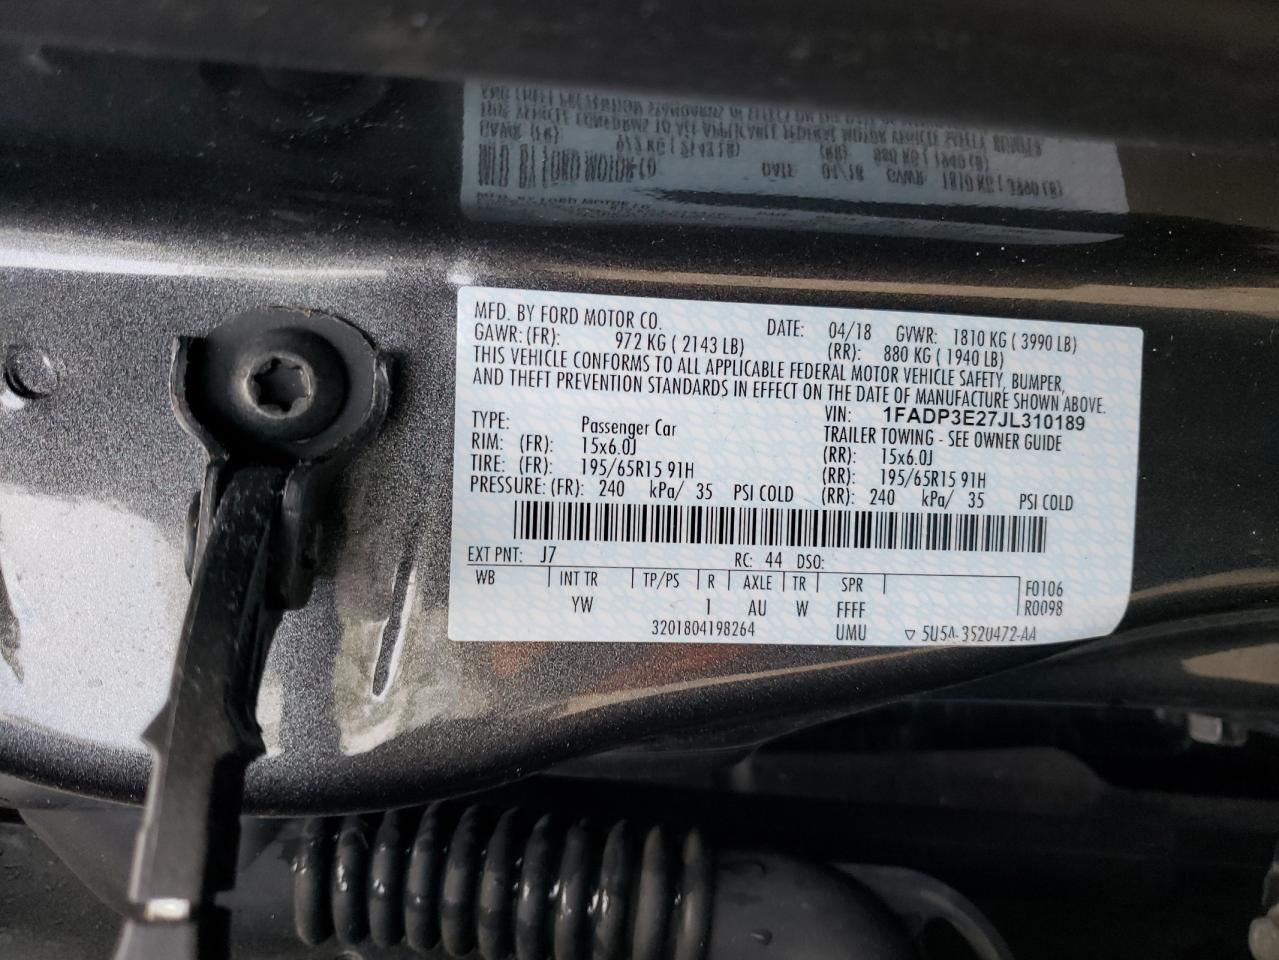 MFD. BY FORD MOTOR CO. DATE: 04/18 GVWR: 1810 KG ( 3990 LB)
GAWR: (FR): 972 KG ( 2143 LB) (RR): 880 KG ( 1940 LB)
THIS VEHICLE CONFORMS TO ALL APPLICABLE FEDERAL MOTOR VEHICLE SAFETY, BUMPER,
AND THEFT PREVENTION STANDARDS IN EFFECT ON THE DATE OF MANUFACTURE SHOWN ABOVE.
VIN: 1FADP3E27JL310189
TYPE: Passenger Car TRAILER TOWING - SEE OWNER GUIDE
RIM: (FR): 15x6.0J (RR): 15x6.0J
TIRE: (FR): 195/65R15 91H (RR): 195/65R15 91H
PRESSURE: (FR): 240 kPa/ 35 PSI COLD (RR): 240 kPa/ 35 PSI COLD
EXT PNT: J7 RC: 44 DSO:
WB INT TR TP/PS R AXLE TR SPR F0106
YW 1 AU W FFFF R0098
3201804198264 UMU ▽ 5U5A-3520472-AA